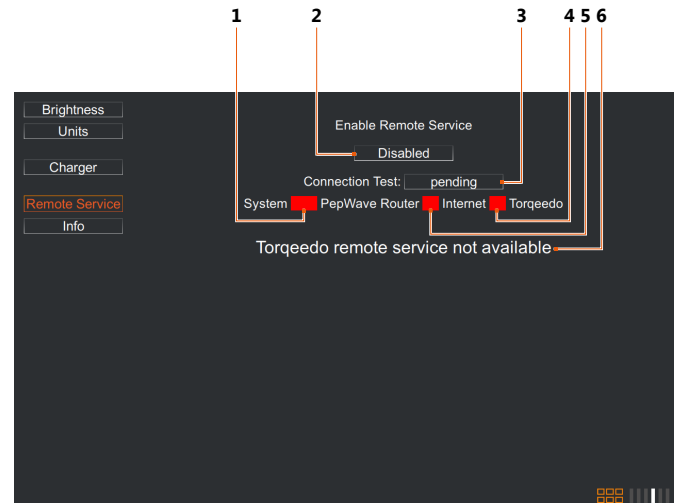 1 2 3 4 5 6
Brightness
Units
Charger
Remote Service
Info
Enable Remote Service
Disabled
Connection Test: pending
System PepWave Router Internet Torqeedo
Torqeedo remote service not available